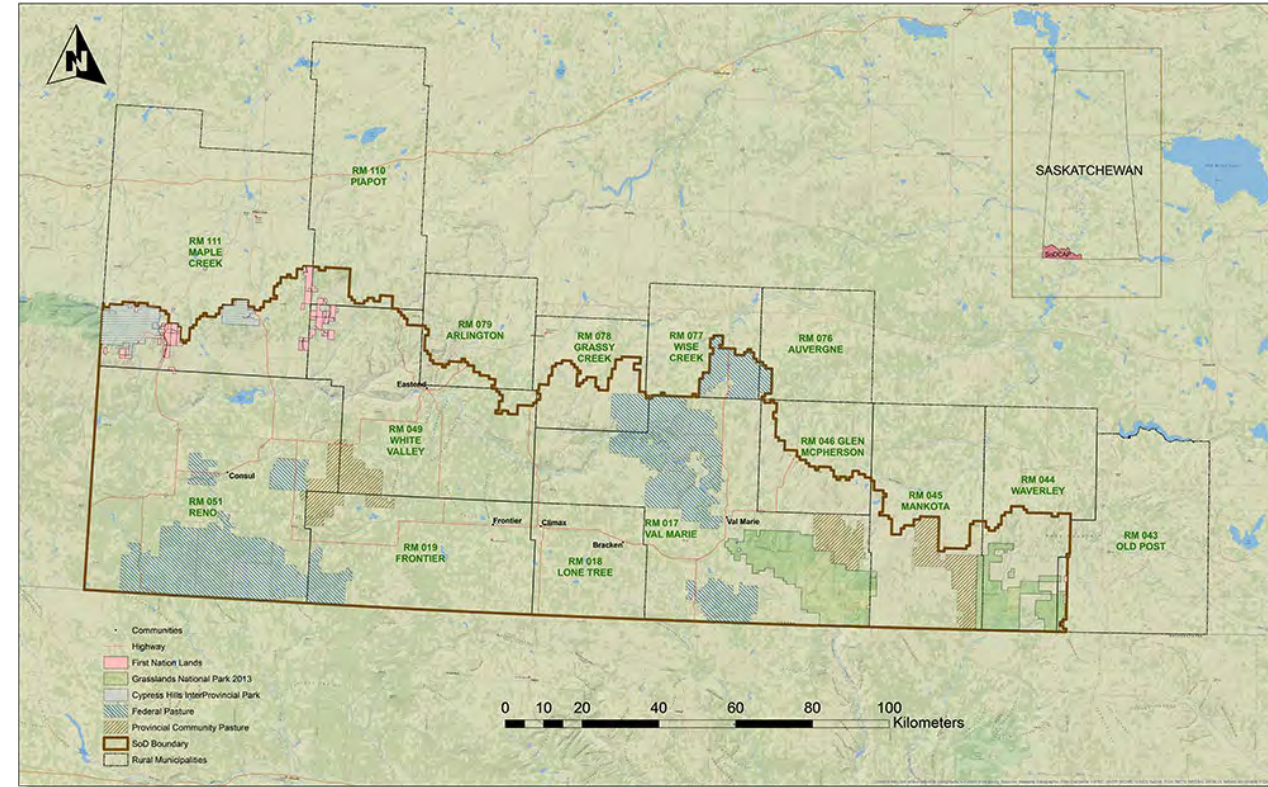 N
SASKATCHEWAN
SoDCAP
RM 110
PIAPOT
RM 111
MAPLE
CREEK
RM 079
ARLINGTON
RM 078
GRASSY
CREEK
RM 077
WISE
CREEK
RM 076
AUVERGNE
Eastend
RM 049
WHITE
VALLEY
RM 046 GLEN
MCPHERSON
Consul
RM 051
RENO
RM 045
MANKOTA
RM 044
WAVERLEY
Frontier
Climax
RM 017
VAL MARIE
Val Marie
Bracken
RM 043
OLD POST
RM 019
FRONTIER
RM 018
LONE TREE
Communities
Highway
First Nation Lands
Grasslands National Park 2013
Cypress Hills InterProvincial Park
Federal Pasture
Provincial Community Pasture
SoD Boundary
Rural Municipalities
0 10 20 40 60 80 100
Kilometers